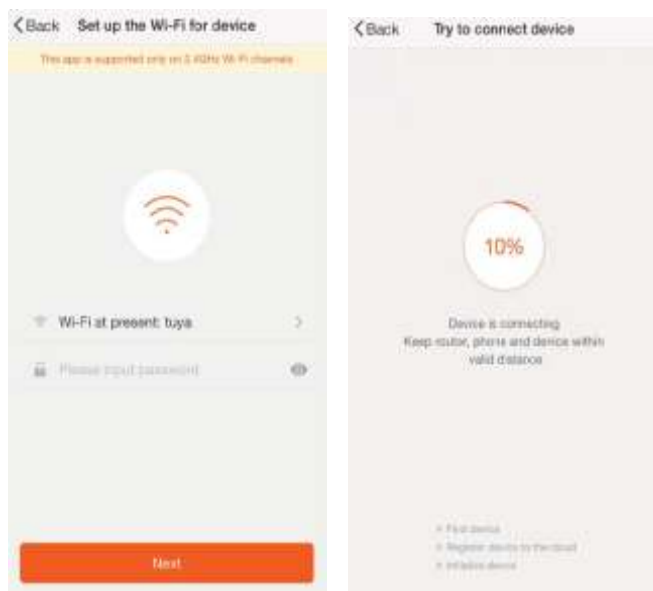 Back Set up the Wi-Fi for device
This app is supported only on 2.4GHz Wi-Fi channels
Wi-Fi at present: tuya
Please input password
Next
Back Try to connect device
10%
Device is connecting
Keep router, phone and device within
valid distance
Find device
Register device to the cloud
Initialize device